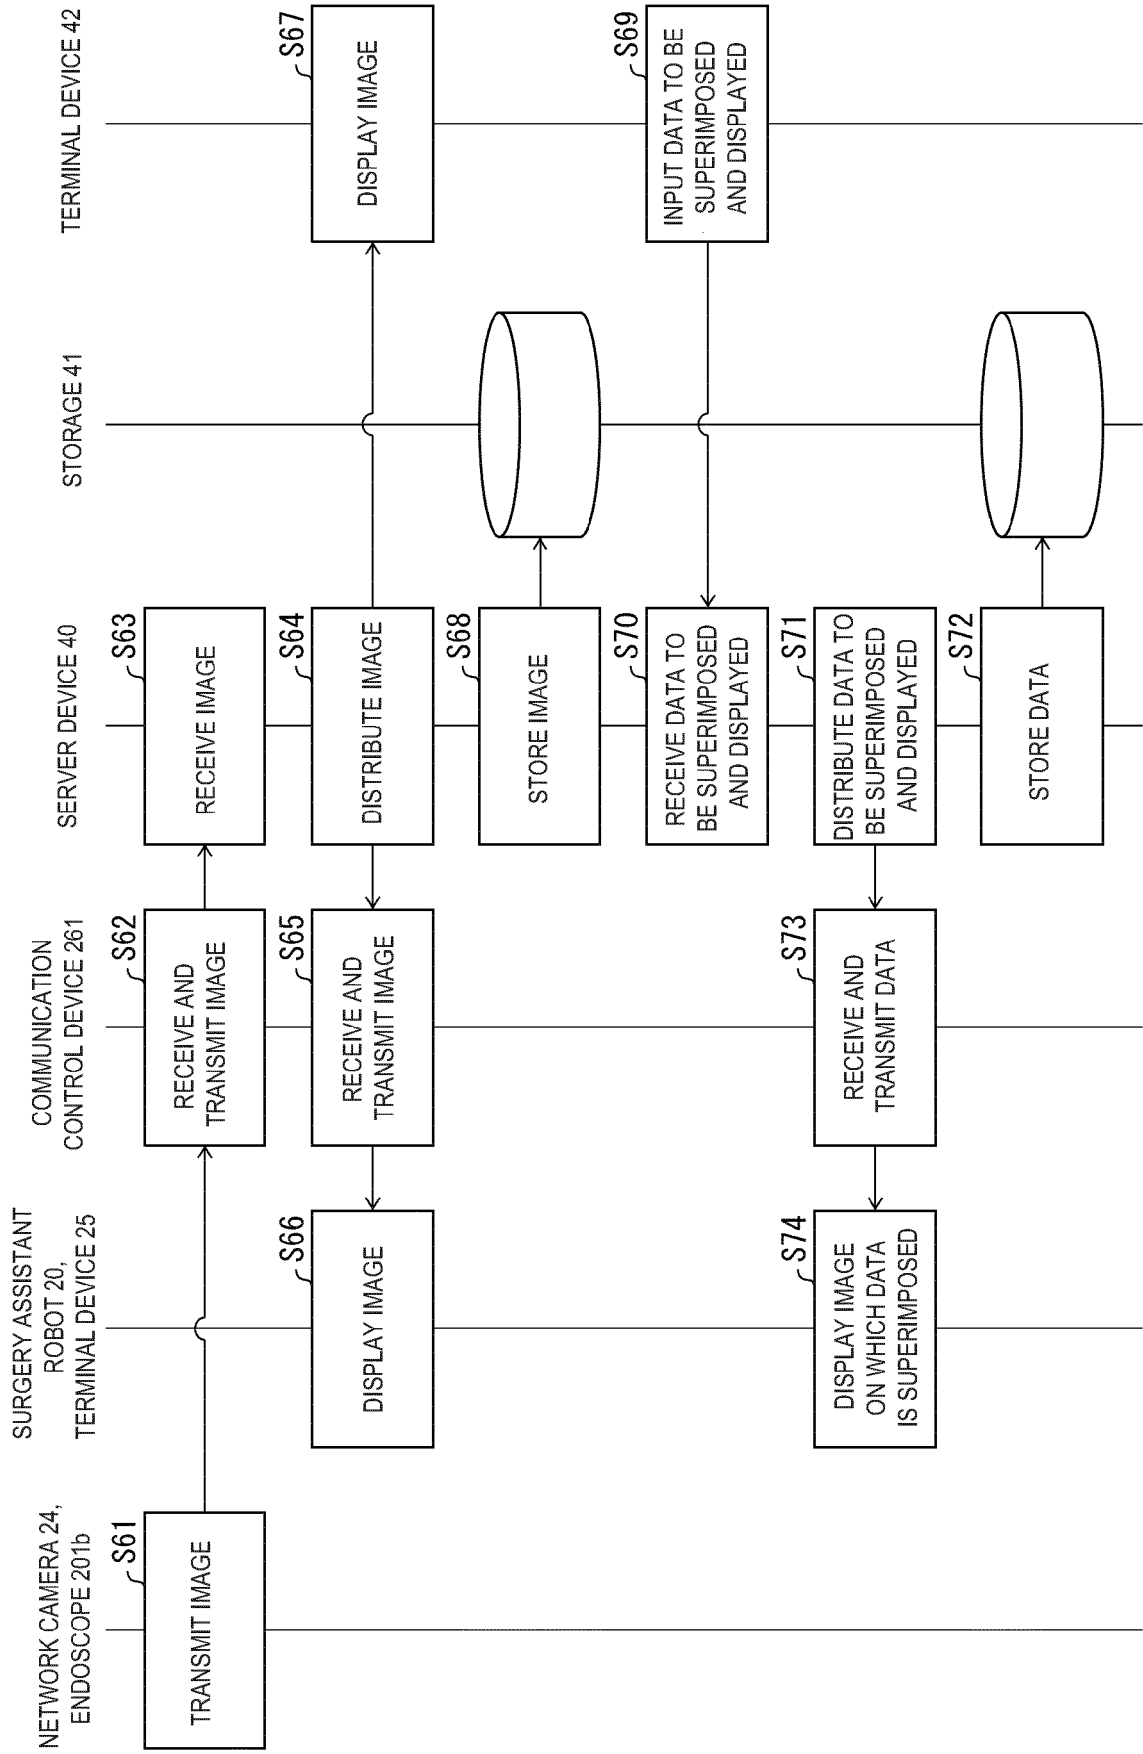 NETWORK CAMERA 24,
ENDOSCOPE 201b
SURGERY ASSISTANT
ROBOT 20,
TERMINAL DEVICE 25
COMMUNICATION
CONTROL DEVICE 261
SERVER DEVICE 40
STORAGE 41
TERMINAL DEVICE 42
S61
TRANSMIT IMAGE
S62
RECEIVE AND
TRANSMIT IMAGE
S63
RECEIVE IMAGE
S66
DISPLAY IMAGE
S65
RECEIVE AND
TRANSMIT IMAGE
S64
DISTRIBUTE IMAGE
S67
DISPLAY IMAGE
S68
STORE IMAGE
S70
RECEIVE DATA TO
BE SUPERIMPOSED
AND DISPLAYED
S69
INPUT DATA TO BE
SUPERIMPOSED
AND DISPLAYED
S74
DISPLAY IMAGE
ON WHICH DATA
IS SUPERIMPOSED
S73
RECEIVE AND
TRANSMIT DATA
S71
DISTRIBUTE DATA TO
BE SUPERIMPOSED
AND DISPLAYED
S72
STORE DATA